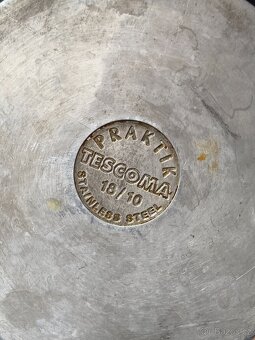 PRAKTIK
TESCOMA
18/10
STAINLESS STEEL